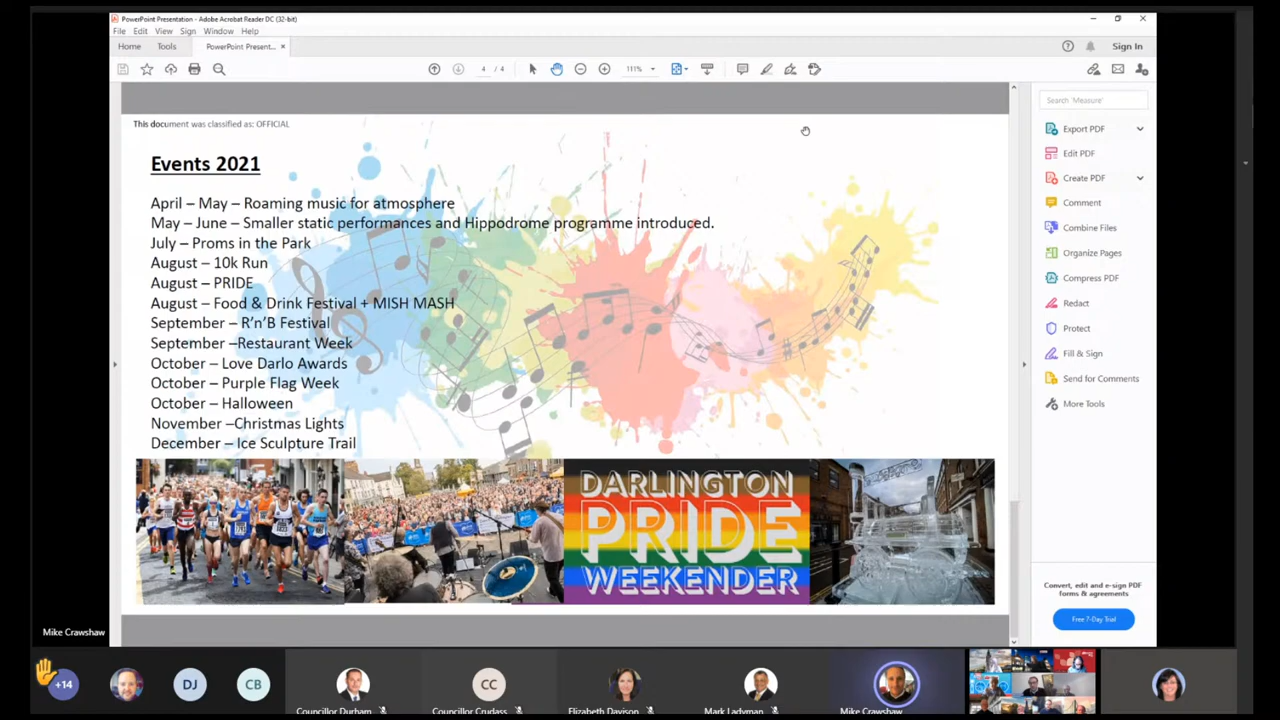 PowerPoint Presentation - Adobe Acrobat Reader DC (32-bit)
File Edit View Sign Window Help
Home Tools PowerPoint Present... × Sign In
4 / 4 111%
This document was classified as: OFFICIAL
Events 2021
April – May – Roaming music for atmosphere
May – June – Smaller static performances and Hippodrome programme introduced.
July – Proms in the Park
August – 10k Run
August – PRIDE
August – Food & Drink Festival + MISH MASH
September – R’n’B Festival
September –Restaurant Week
October – Love Darlo Awards
October – Purple Flag Week
October – Halloween
November –Christmas Lights
December – Ice Sculpture Trail
DARLINGTON
PRIDE
WEEKENDER
Search 'Measure'
Export PDF
Edit PDF
Create PDF
Comment
Combine Files
Organize Pages
Compress PDF
Redact
Protect
Fill & Sign
Send for Comments
More Tools
Convert, edit and e-sign PDF
forms & agreements
Free 7-Day Trial
Mike Crawshaw
+14 DJ CB CC
Councillor Durham Councillor Crudass Elizabeth Davison Mark Ladyman Mike Crawshaw